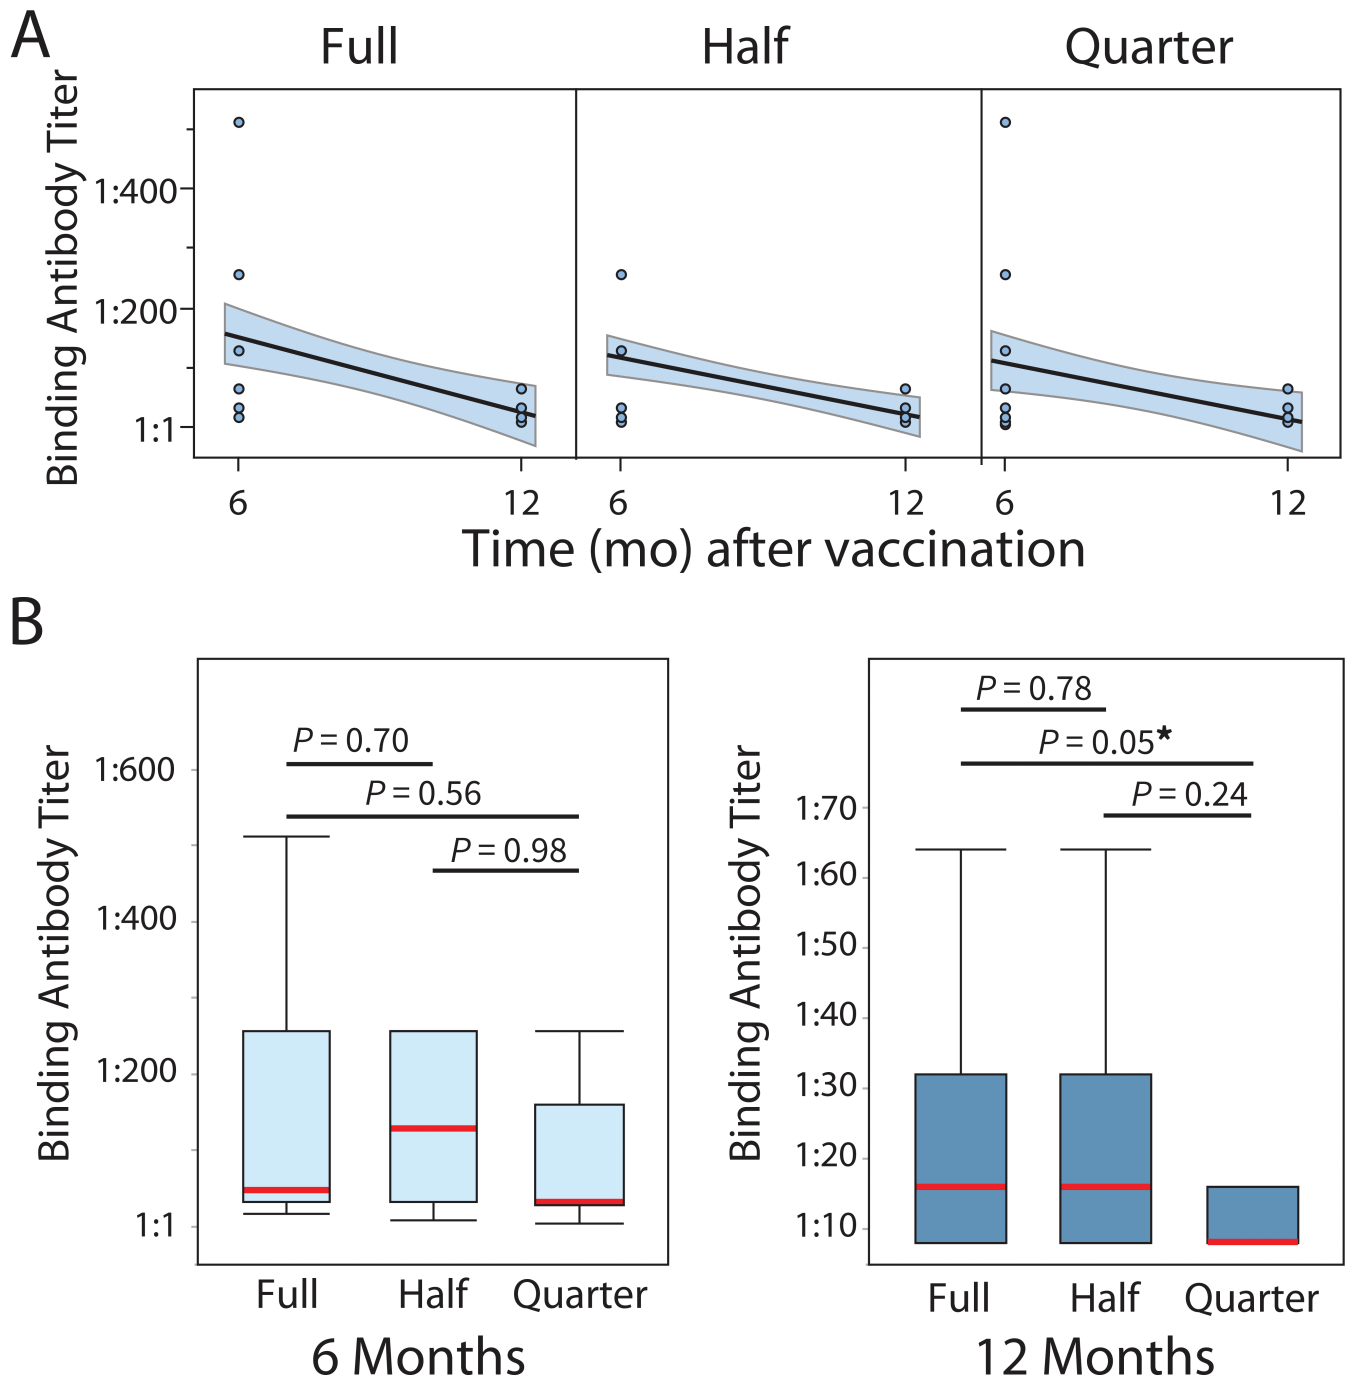 A
Full Half Quarter
Binding Antibody Titer
1:400
1:200
1:1
6 12 6 12 6 12
Time (mo) after vaccination
B
Binding Antibody Titer
1:600
1:400
1:200
1:1
P = 0.70
P = 0.56
P = 0.98
Full Half Quarter
6 Months
Binding Antibody Titer
1:70
1:60
1:50
1:40
1:30
1:20
1:10
P = 0.78
P = 0.05*
P = 0.24
Full Half Quarter
12 Months